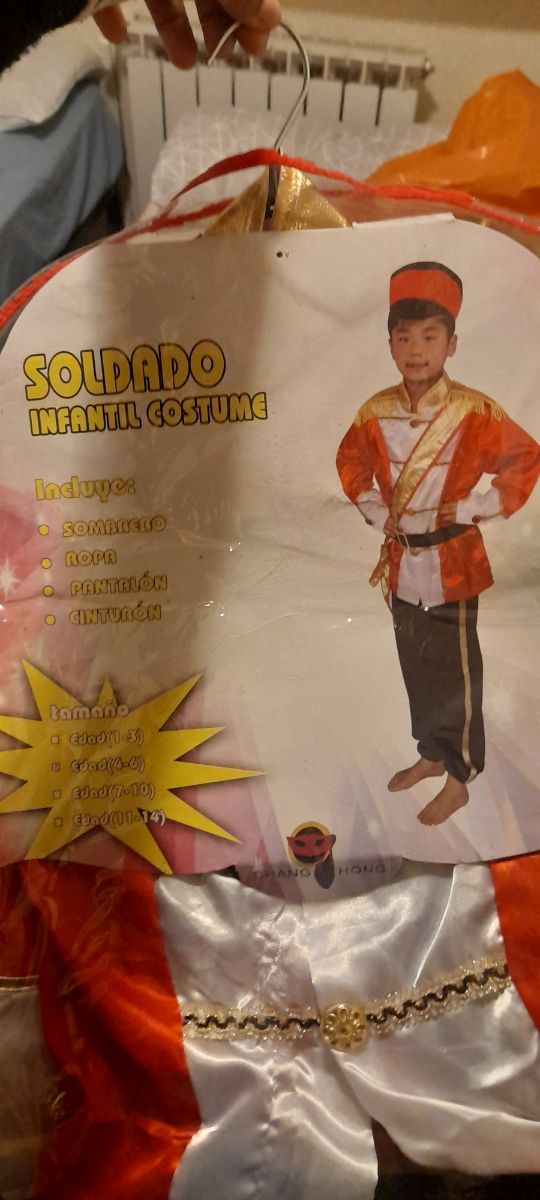 SOLDADO
INFANTIL COSTUME
Incluye:
SOMBRERO
ROPA
PANTALÓN
CINTURÓN
tamaño
Edad(1-3)
Edad(4-6)
Edad(7-10)
Edad(11-14)
CHANG HONG